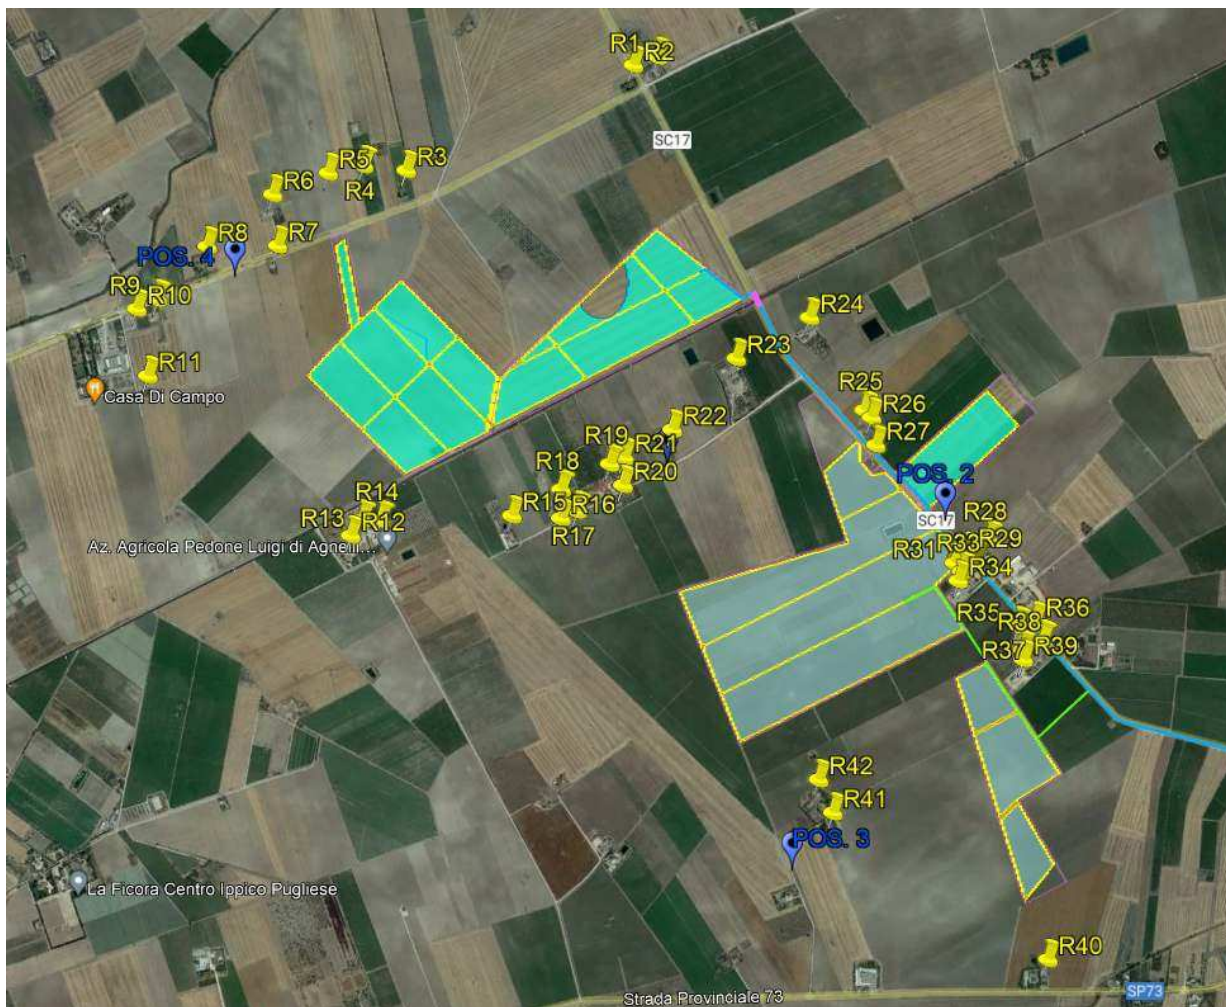 R1
R2
SC17
R5
R3
R4
R6
R8
R7
POS. 4
R9
R10
R24
R11
R23
Casa Di Campo
R25
R26
R22
R27
R19
R21
R18
R20
POS. 2
R14
R15
R16
R13
R12
R17
SC17
R28
Az. Agricola Pedone Luigi di Agnelli...
R31
R33
R29
R34
R35
R36
R38
R37
R39
R42
R41
POS. 3
La Ficora Centro Ippico Pugliese
R40
SP73
Strada Provinciale 73